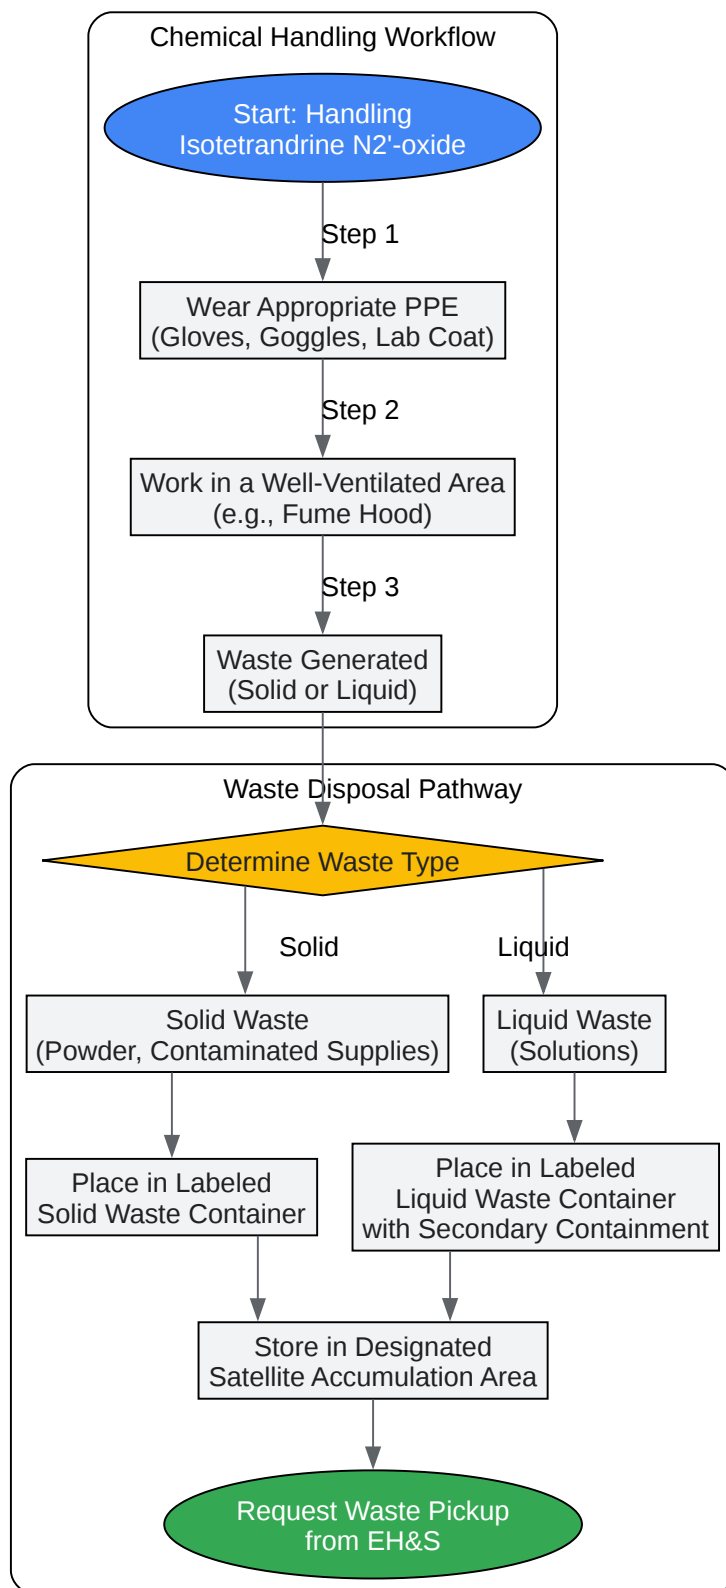 Chemical Handling Workflow
Start: Handling
Isotetrandrine N2'-oxide
Step 1
Wear Appropriate PPE
(Gloves, Goggles, Lab Coat)
Step 2
Work in a Well-Ventilated Area
(e.g., Fume Hood)
Step 3
Waste Generated
(Solid or Liquid)
Waste Disposal Pathway
Determine Waste Type
Solid
Liquid
Solid Waste
(Powder, Contaminated Supplies)
Liquid Waste
(Solutions)
Place in Labeled
Solid Waste Container
Place in Labeled
Liquid Waste Container
with Secondary Containment
Store in Designated
Satellite Accumulation Area
Request Waste Pickup
from EH&S